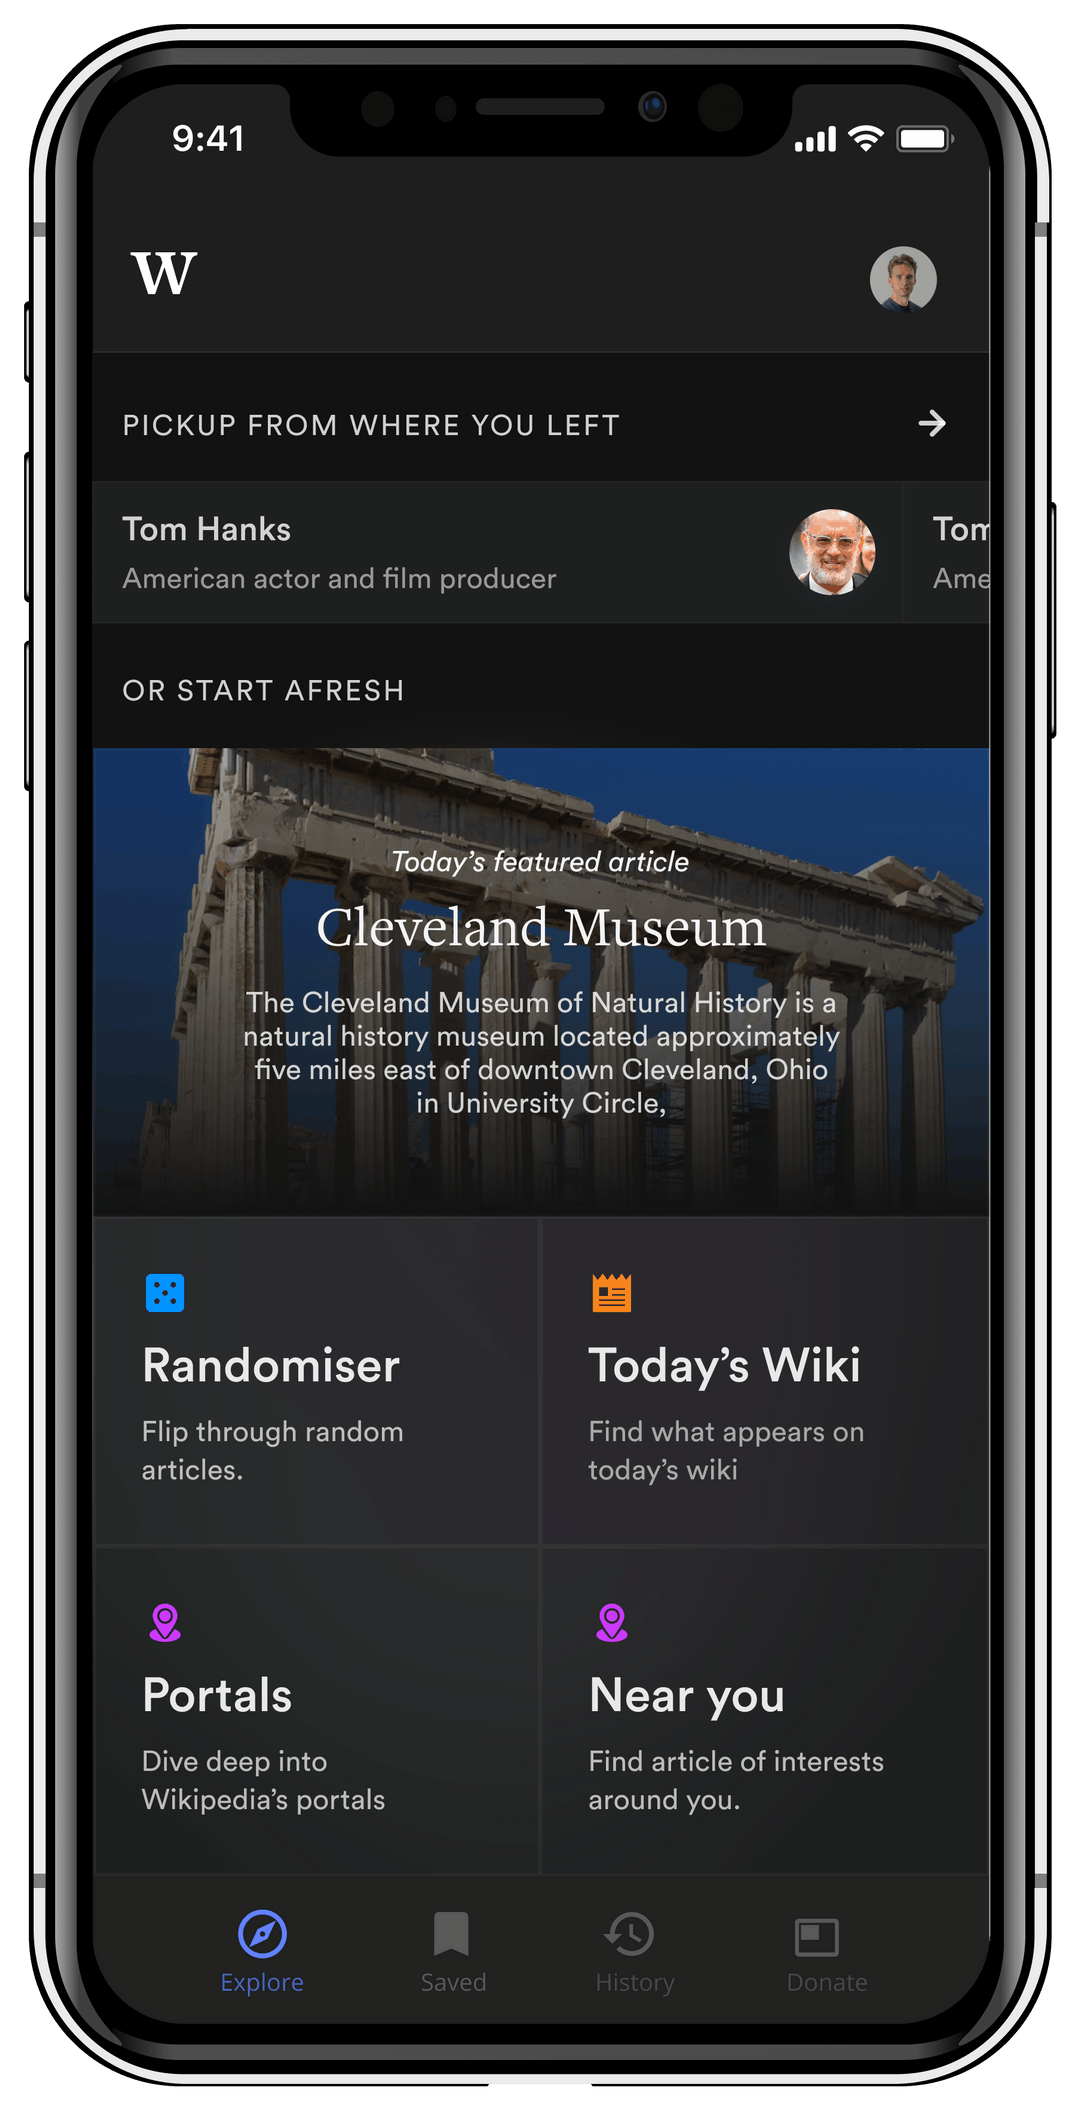 9:41
W
PICKUP FROM WHERE YOU LEFT
Tom Hanks
American actor and film producer
Tom
Ame
OR START AFRESH
Today’s featured article
Cleveland Museum
The Cleveland Museum of Natural History is a
natural history museum located approximately
five miles east of downtown Cleveland, Ohio
in University Circle,
Randomiser
Flip through random
articles.
Today’s Wiki
Find what appears on
today’s wiki
Portals
Dive deep into
Wikipedia’s portals
Near you
Find article of interests
around you.
Explore
Saved
History
Donate